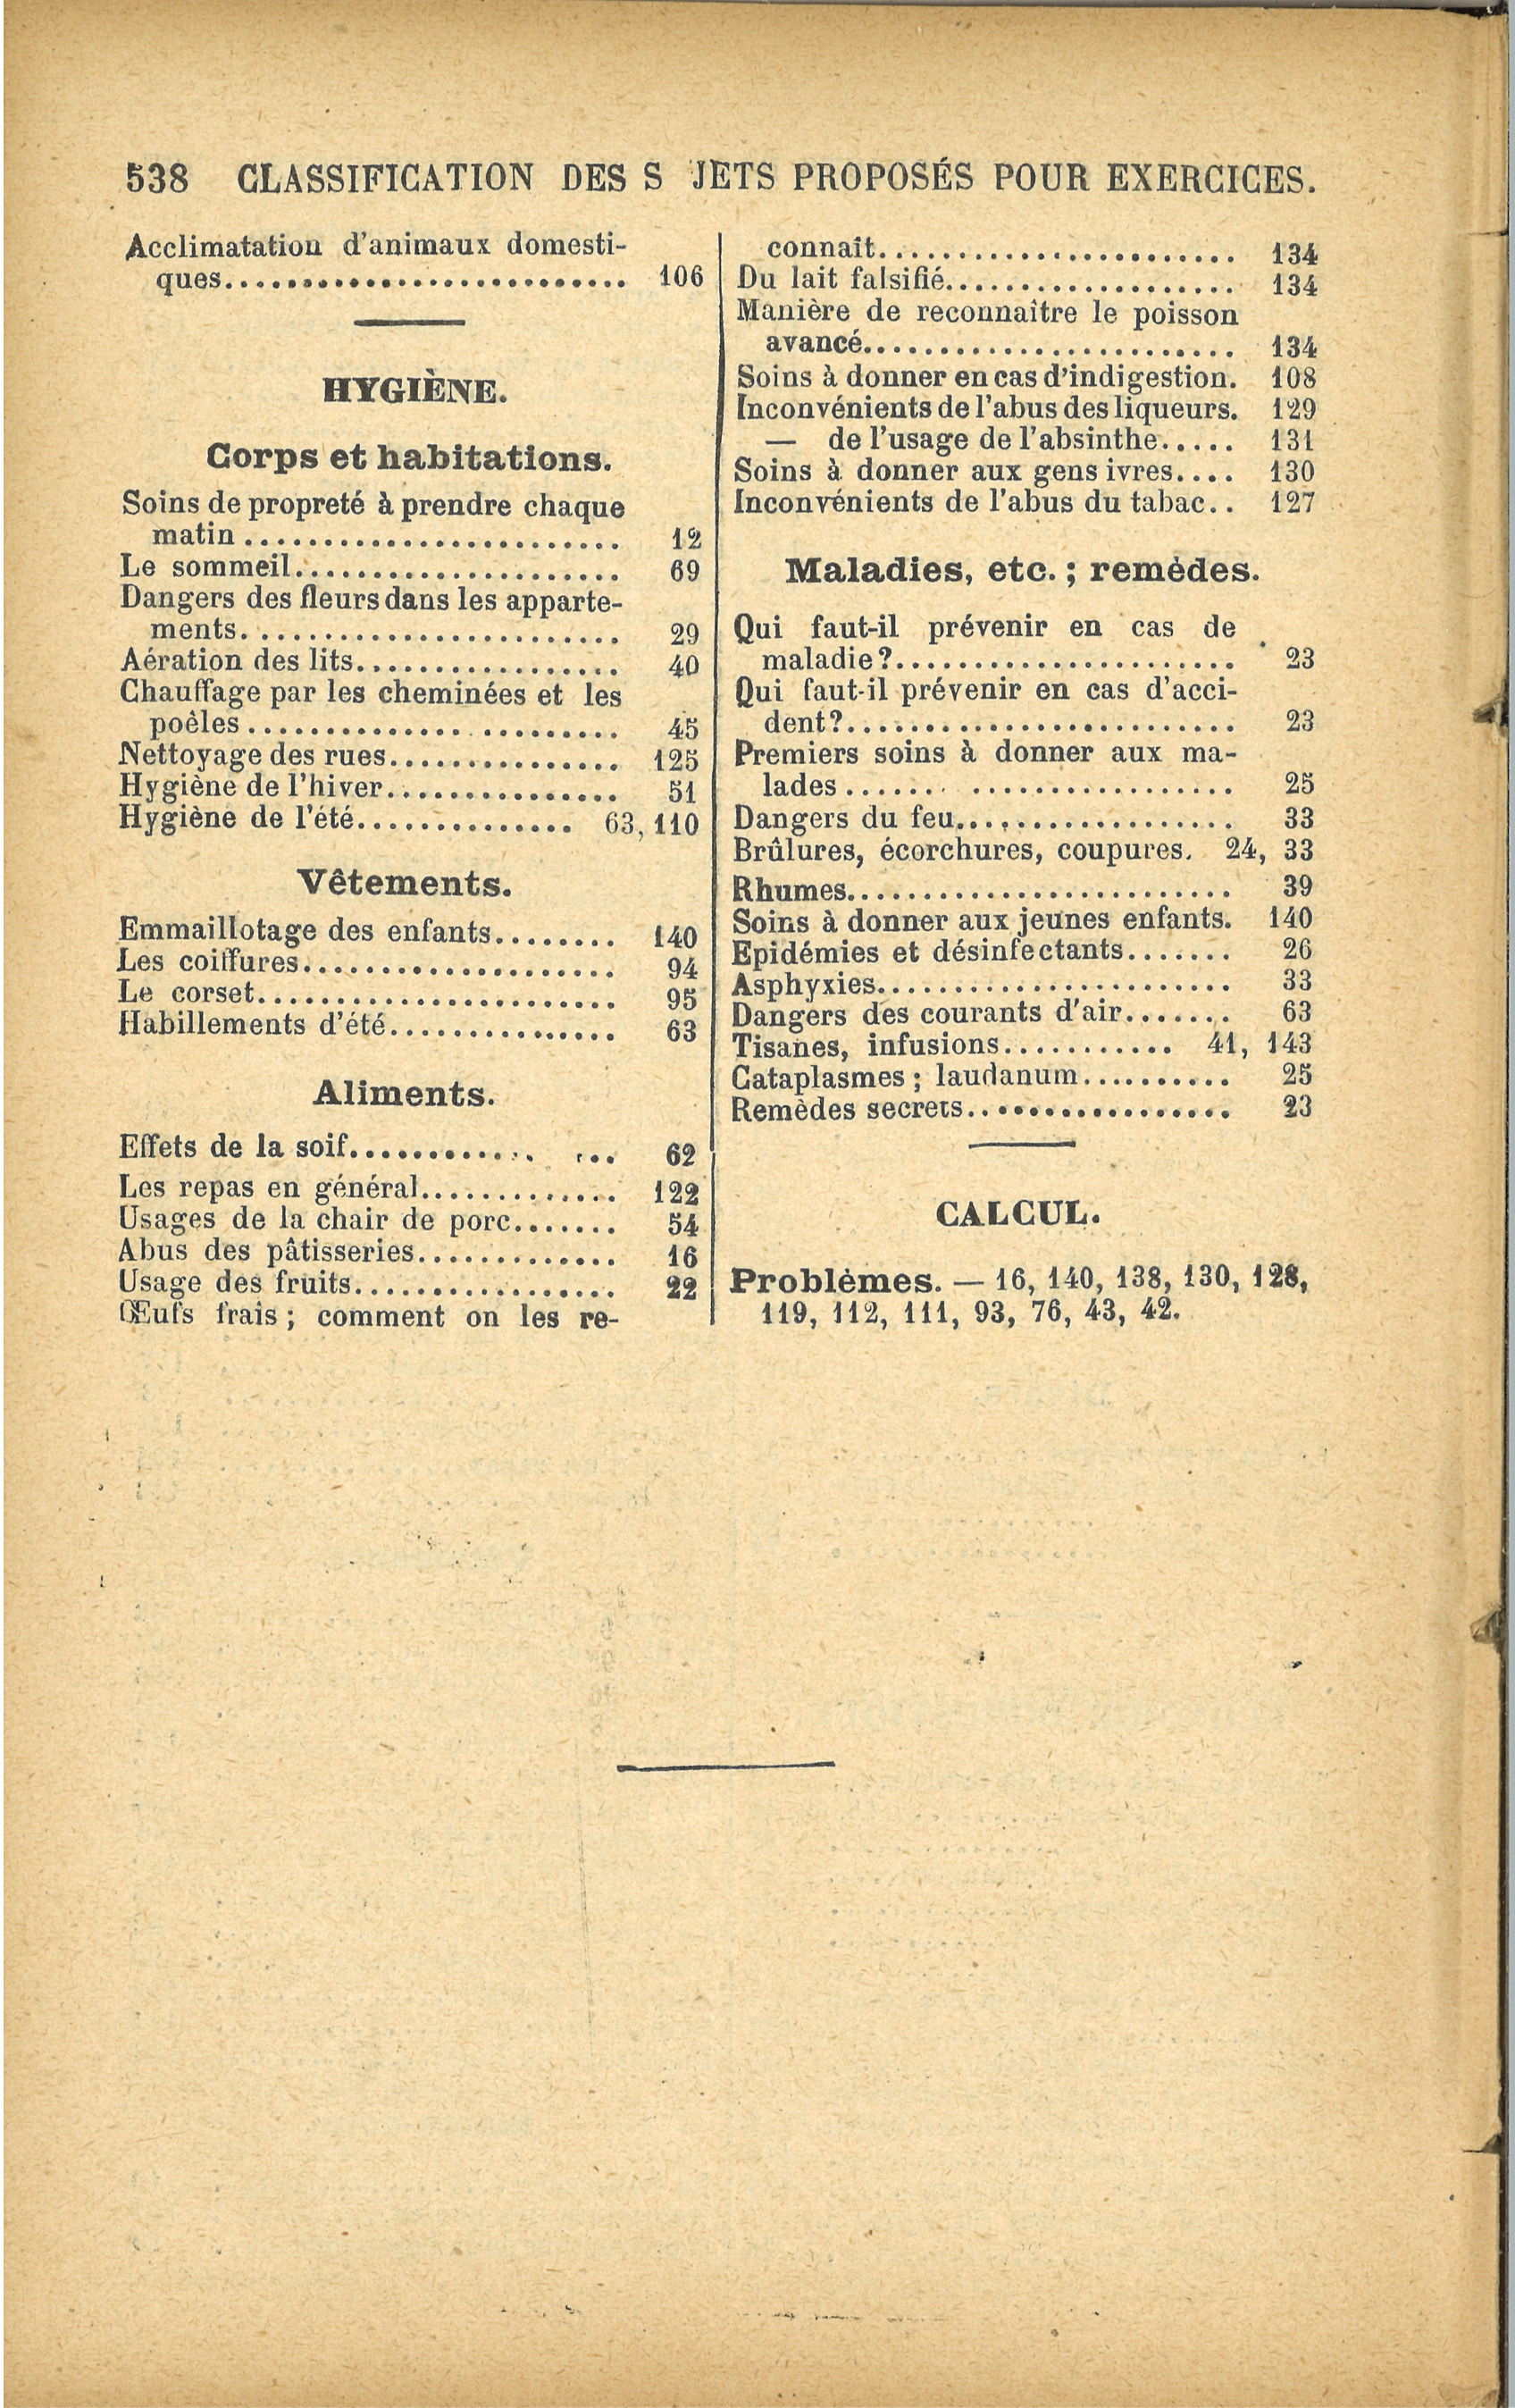 538 CLASSIFICATION DES S JETS PROPOSÉS POUR EXERCICES.
Acclimatation d'animaux domesti-
ques.......................... 106
HYGIÈNE.
Corps et habitations.
Soins de propreté à prendre chaque
matin ........................ 12
Le sommeil..................... 69
Dangers des fleurs dans les apparte-
ments........................ 29
Aération des lits................. 40
Chauffage par les cheminées et les
poêles ....................... 45
Nettoyage des rues............... 125
Hygiène de l'hiver............... 51
Hygiène de l'été.............. 63, 110
Vêtements.
Emmaillotage des enfants........ 140
Les coiffures.................... 94
Le corset....................... 95
Habillements d'été............... 63
Aliments.
Effets de la soif............... 62
Les repas en général............. 122
Usages de la chair de porc....... 54
Abus des pâtisseries............. 16
Usage des fruits................. 22
Œufs frais ; comment on les re-
connaît....................... 134
Du lait falsifié................... 134
Manière de reconnaître le poisson
avancé........................ 134
Soins à donner en cas d'indigestion. 108
Inconvénients de l'abus des liqueurs. 129
— de l'usage de l'absinthe..... 131
Soins à donner aux gens ivres.... 130
Inconvénients de l'abus du tabac.. 127
Maladies, etc. ; remèdes.
Qui faut-il prévenir en cas de
maladie?...................... 23
Qui faut-il prévenir en cas d'acci-
dent?......................... 23
Premiers soins à donner aux ma-
lades ........................ 25
Dangers du feu.................. 33
Brûlures, écorchures, coupures. 24, 33
Rhumes......................... 39
Soins à donner aux jeunes enfants. 140
Epidémies et désinfectants....... 26
Asphyxies....................... 33
Dangers des courants d'air....... 63
Tisanes, infusions........... 41, 143
Cataplasmes ; laudanum.......... 25
Remèdes secrets................. 23
CALCUL.
Problèmes. — 16, 140, 138, 130, 128,
119, 112, 111, 93, 76, 43, 42.